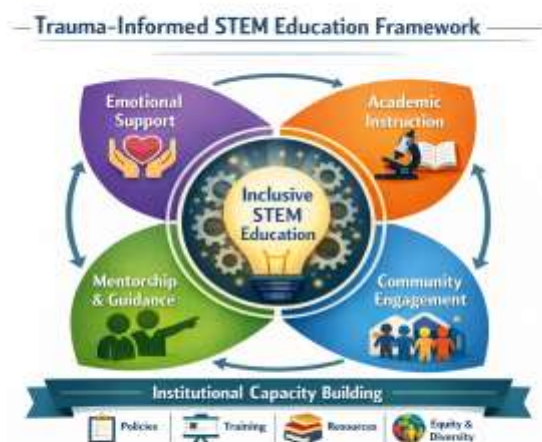 Trauma-Informed STEM Education Framework
Emotional
Support
Academic
Instruction
Inclusive
STEM
Education
Mentorship
& Guidance
Community
Engagement
Institutional Capacity Building
Policies
Training
Resources
Equity &
Diversity